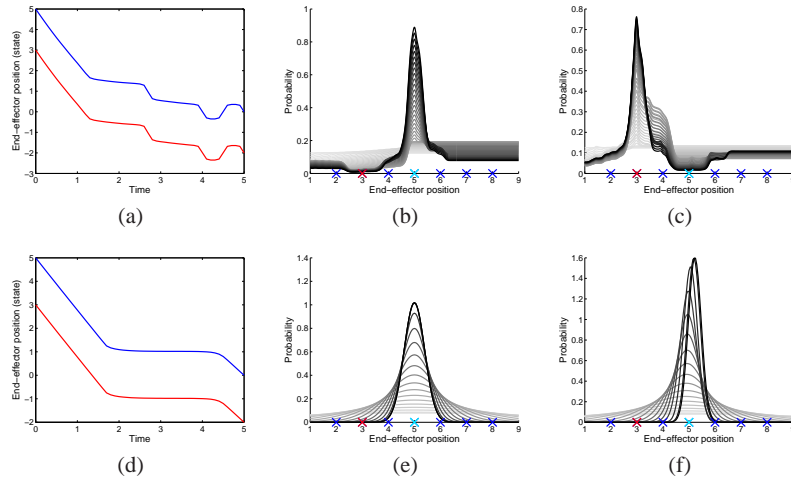 End−effector position (state)
5
4
3
2
1
0
−1
−2
−3
0 1 2 3 4 5
Time
(a)
Probability
1
0.8
0.6
0.4
0.2
0
1 2 3 4 5 6 7 8 9
End−effector position
(b)
Probability
0.8
0.7
0.6
0.5
0.4
0.3
0.2
0.1
0
1 2 3 4 5 6 7 8
End−effector position
(c)
End−effector position (state)
5
4
3
2
1
0
−1
−2
0 1 2 3 4 5
Time
(d)
Probability
1.4
1.2
1
0.8
0.6
0.4
0.2
0
1 2 3 4 5 6 7 8 9
End−effector position
(e)
Probability
1.6
1.4
1.2
1
0.8
0.6
0.4
0.2
0
1 2 3 4 5 6 7 8
End−effector position
(f)